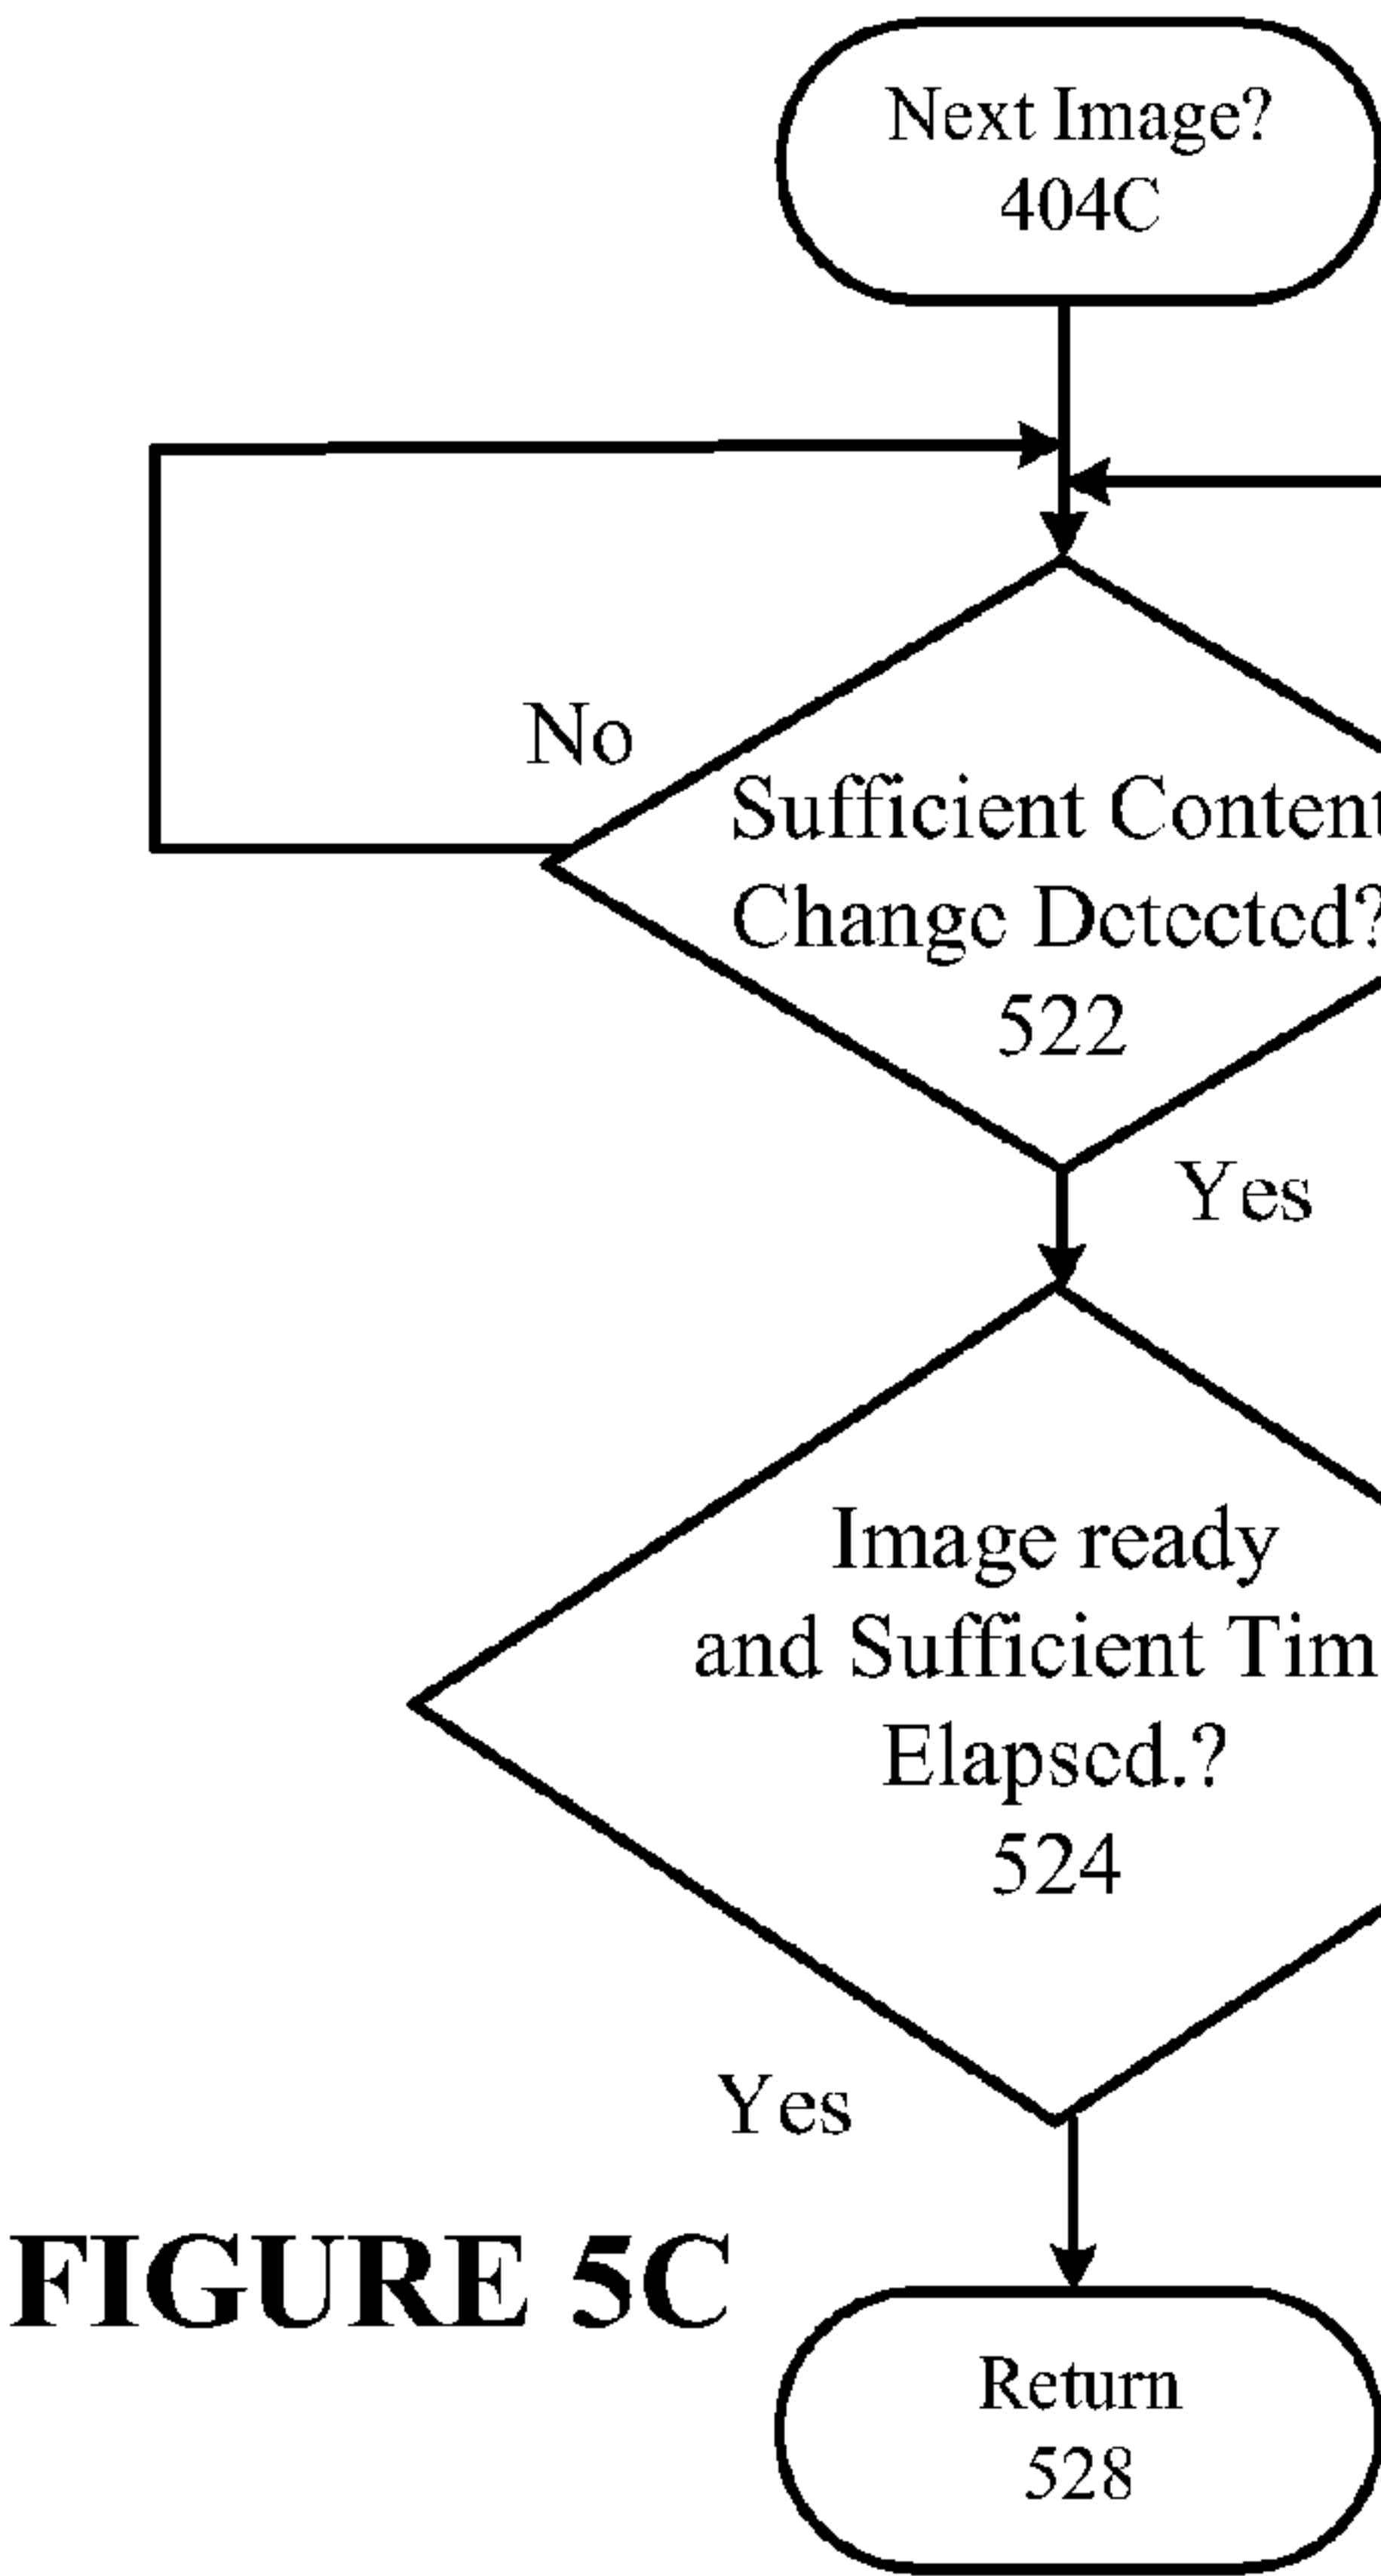 Next Image?
404C
No
Sufficient Content
Change Detected?
522
Yes
Image ready
and Sufficient Tim
Elapsed.?
524
Yes
FIGURE 5C
Return
528